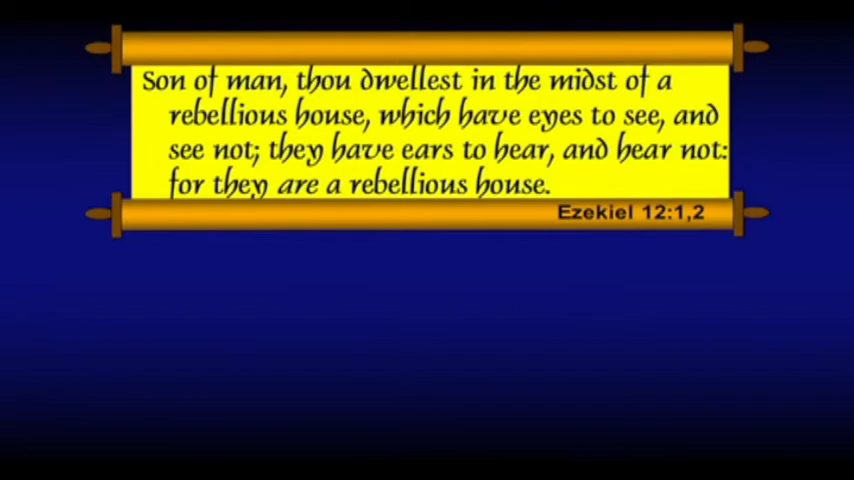 Son of man, thou dwellest in the midst of a
rebellious house, which have eyes to see, and
see not; they have ears to hear, and hear not:
for they are a rebellious house.
Ezekiel 12:1,2